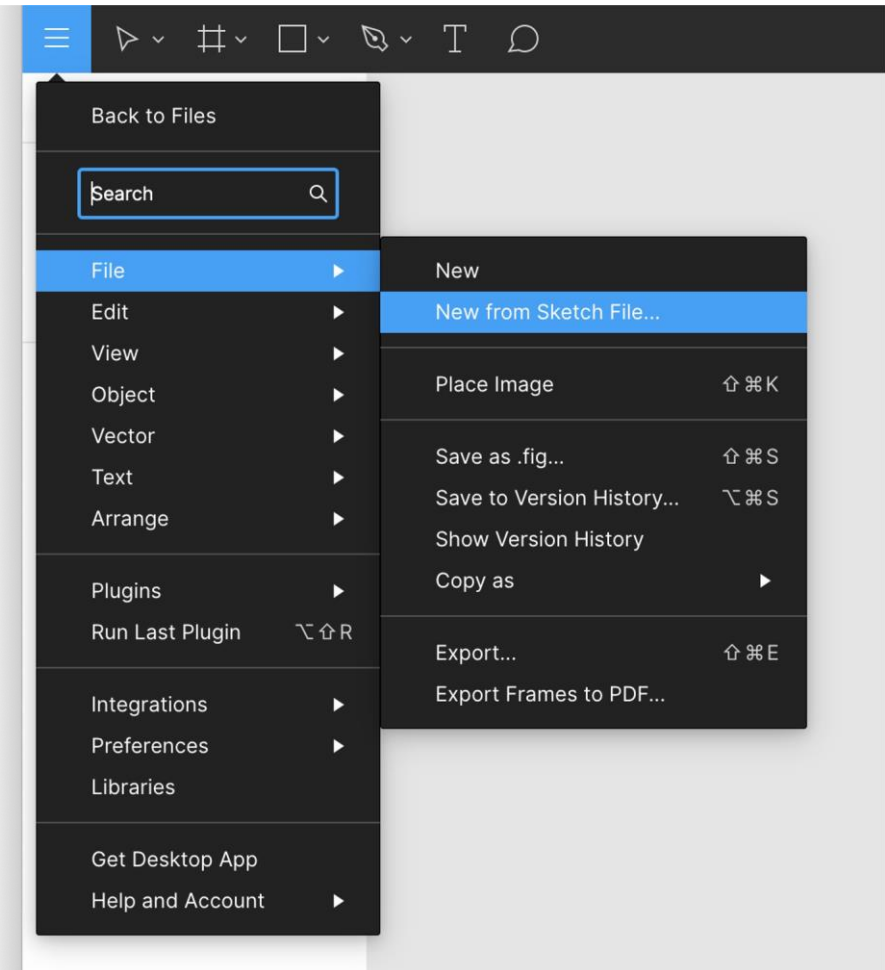 Back to Files
Search
File
Edit
View
Object
Vector
Text
Arrange
Plugins
Run Last Plugin ⌥⇧R
Integrations
Preferences
Libraries
Get Desktop App
Help and Account
New
New from Sketch File...
Place Image ⇧⌘K
Save as .fig... ⇧⌘S
Save to Version History... ⌥⌘S
Show Version History
Copy as
Export... ⇧⌘E
Export Frames to PDF...